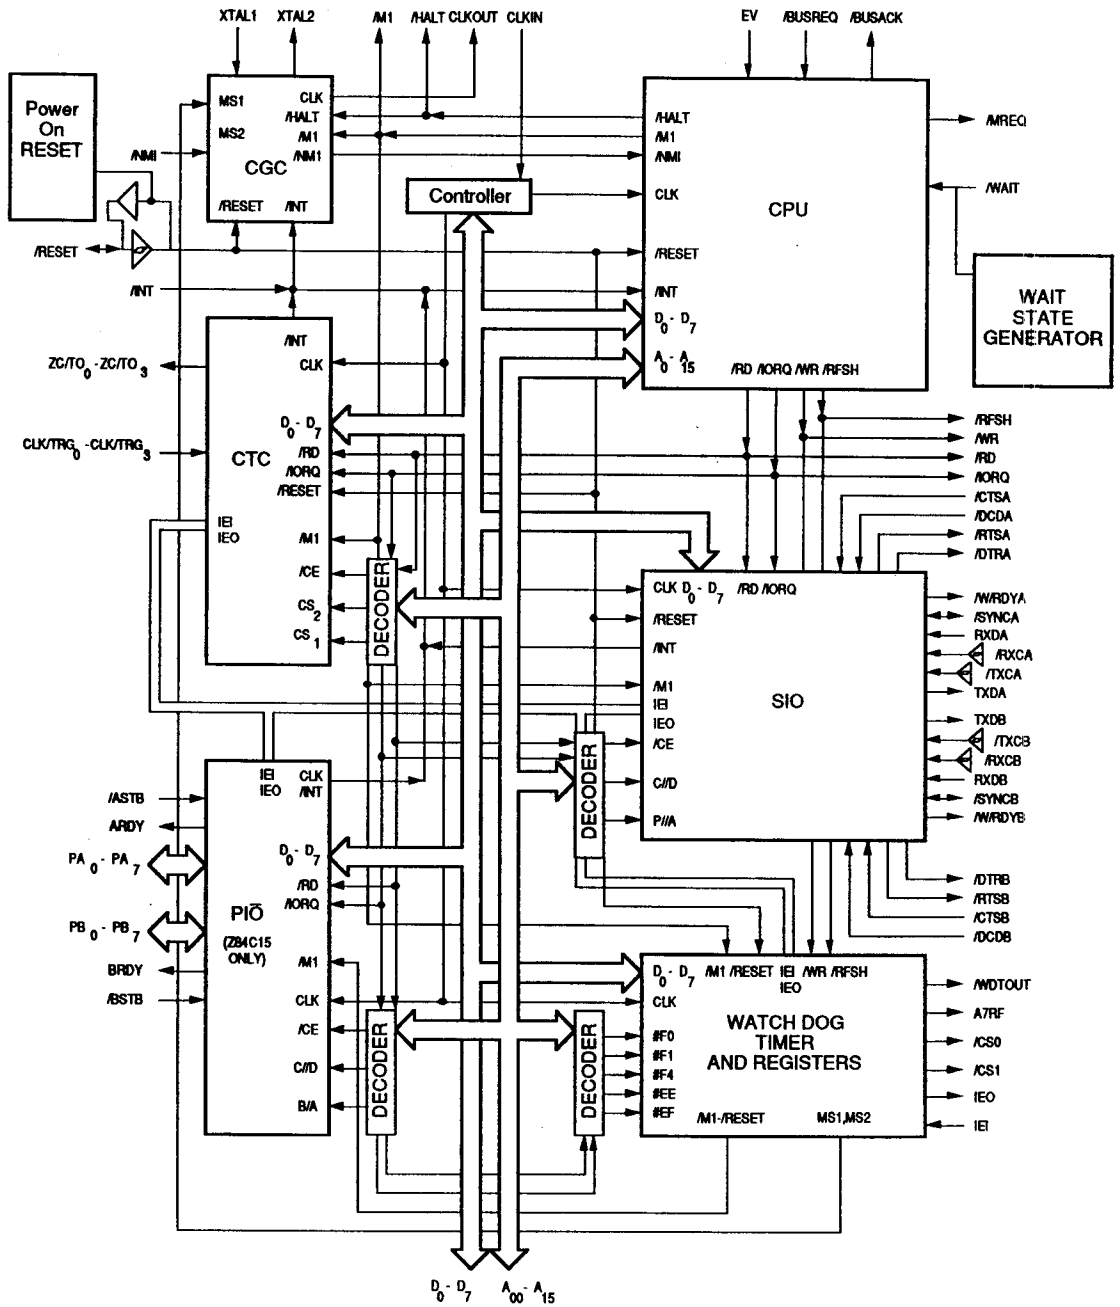 XTAL1 XTAL2 /M1 /HALT CLKOUT CLKIN EV /BUSREQ /BUSACK
Power
On
RESET
MS1
MS2
/NMI
CLK
/HALT
/M1
/NM1
CGC
/RESET /INT
Controller
/HALT
/M1
/NMI
CLK
CPU
/RESET
/INT
D0 - D7
A0 - A15
/RD /IORQ /WR /RFSH
/MREQ
/WAIT
WAIT
STATE
GENERATOR
/RESET
/INT
/INT
CLK
ZC/TO0 -ZC/TO3
CLK/TRG0 -CLK/TRG3
D0 - D7
/RD
CTC
/IORQ
/RESET
IEI
IEO
/M1
/CE
CS2
CS1
DECODER
/RFSH
/WR
/RD
/IORQ
/CTSA
/DCDA
/RTSA
/DTRA
CLK D0 - D7 /RD /IORQ
/RESET
/INT
/M1
IEI
IEO
/CE
C//D
P//A
SIO
DECODER
/W/RDYA
/SYNCA
RXDA
/RXCA
/TXCA
TXDA
TXDB
/TXCB
/RXCB
RXDB
/SYNCB
/W/RDYB
/DTRB
/RTSB
/CTSB
/DCDB
IEI CLK
IEO /INT
/ASTB
ARDY
PA0 - PA7
PB0 - PB7
BRDY
/BSTB
D0 - D7
/RD
/IORQ
PIO
(Z84C15
ONLY)
/M1
CLK
/CE
C//D
B/A
DECODER
DECODER
D0 - D7 /M1 /RESET IEI /WR /RFSH
IEO
CLK
WATCH DOG
TIMER
AND REGISTERS
#F0
#F1
#F4
#EE
#EF
/M1-/RESET MS1,MS2
/WDTOUT
A7RF
/CS0
/CS1
IEO
IEI
D0 - D7 A00 - A15